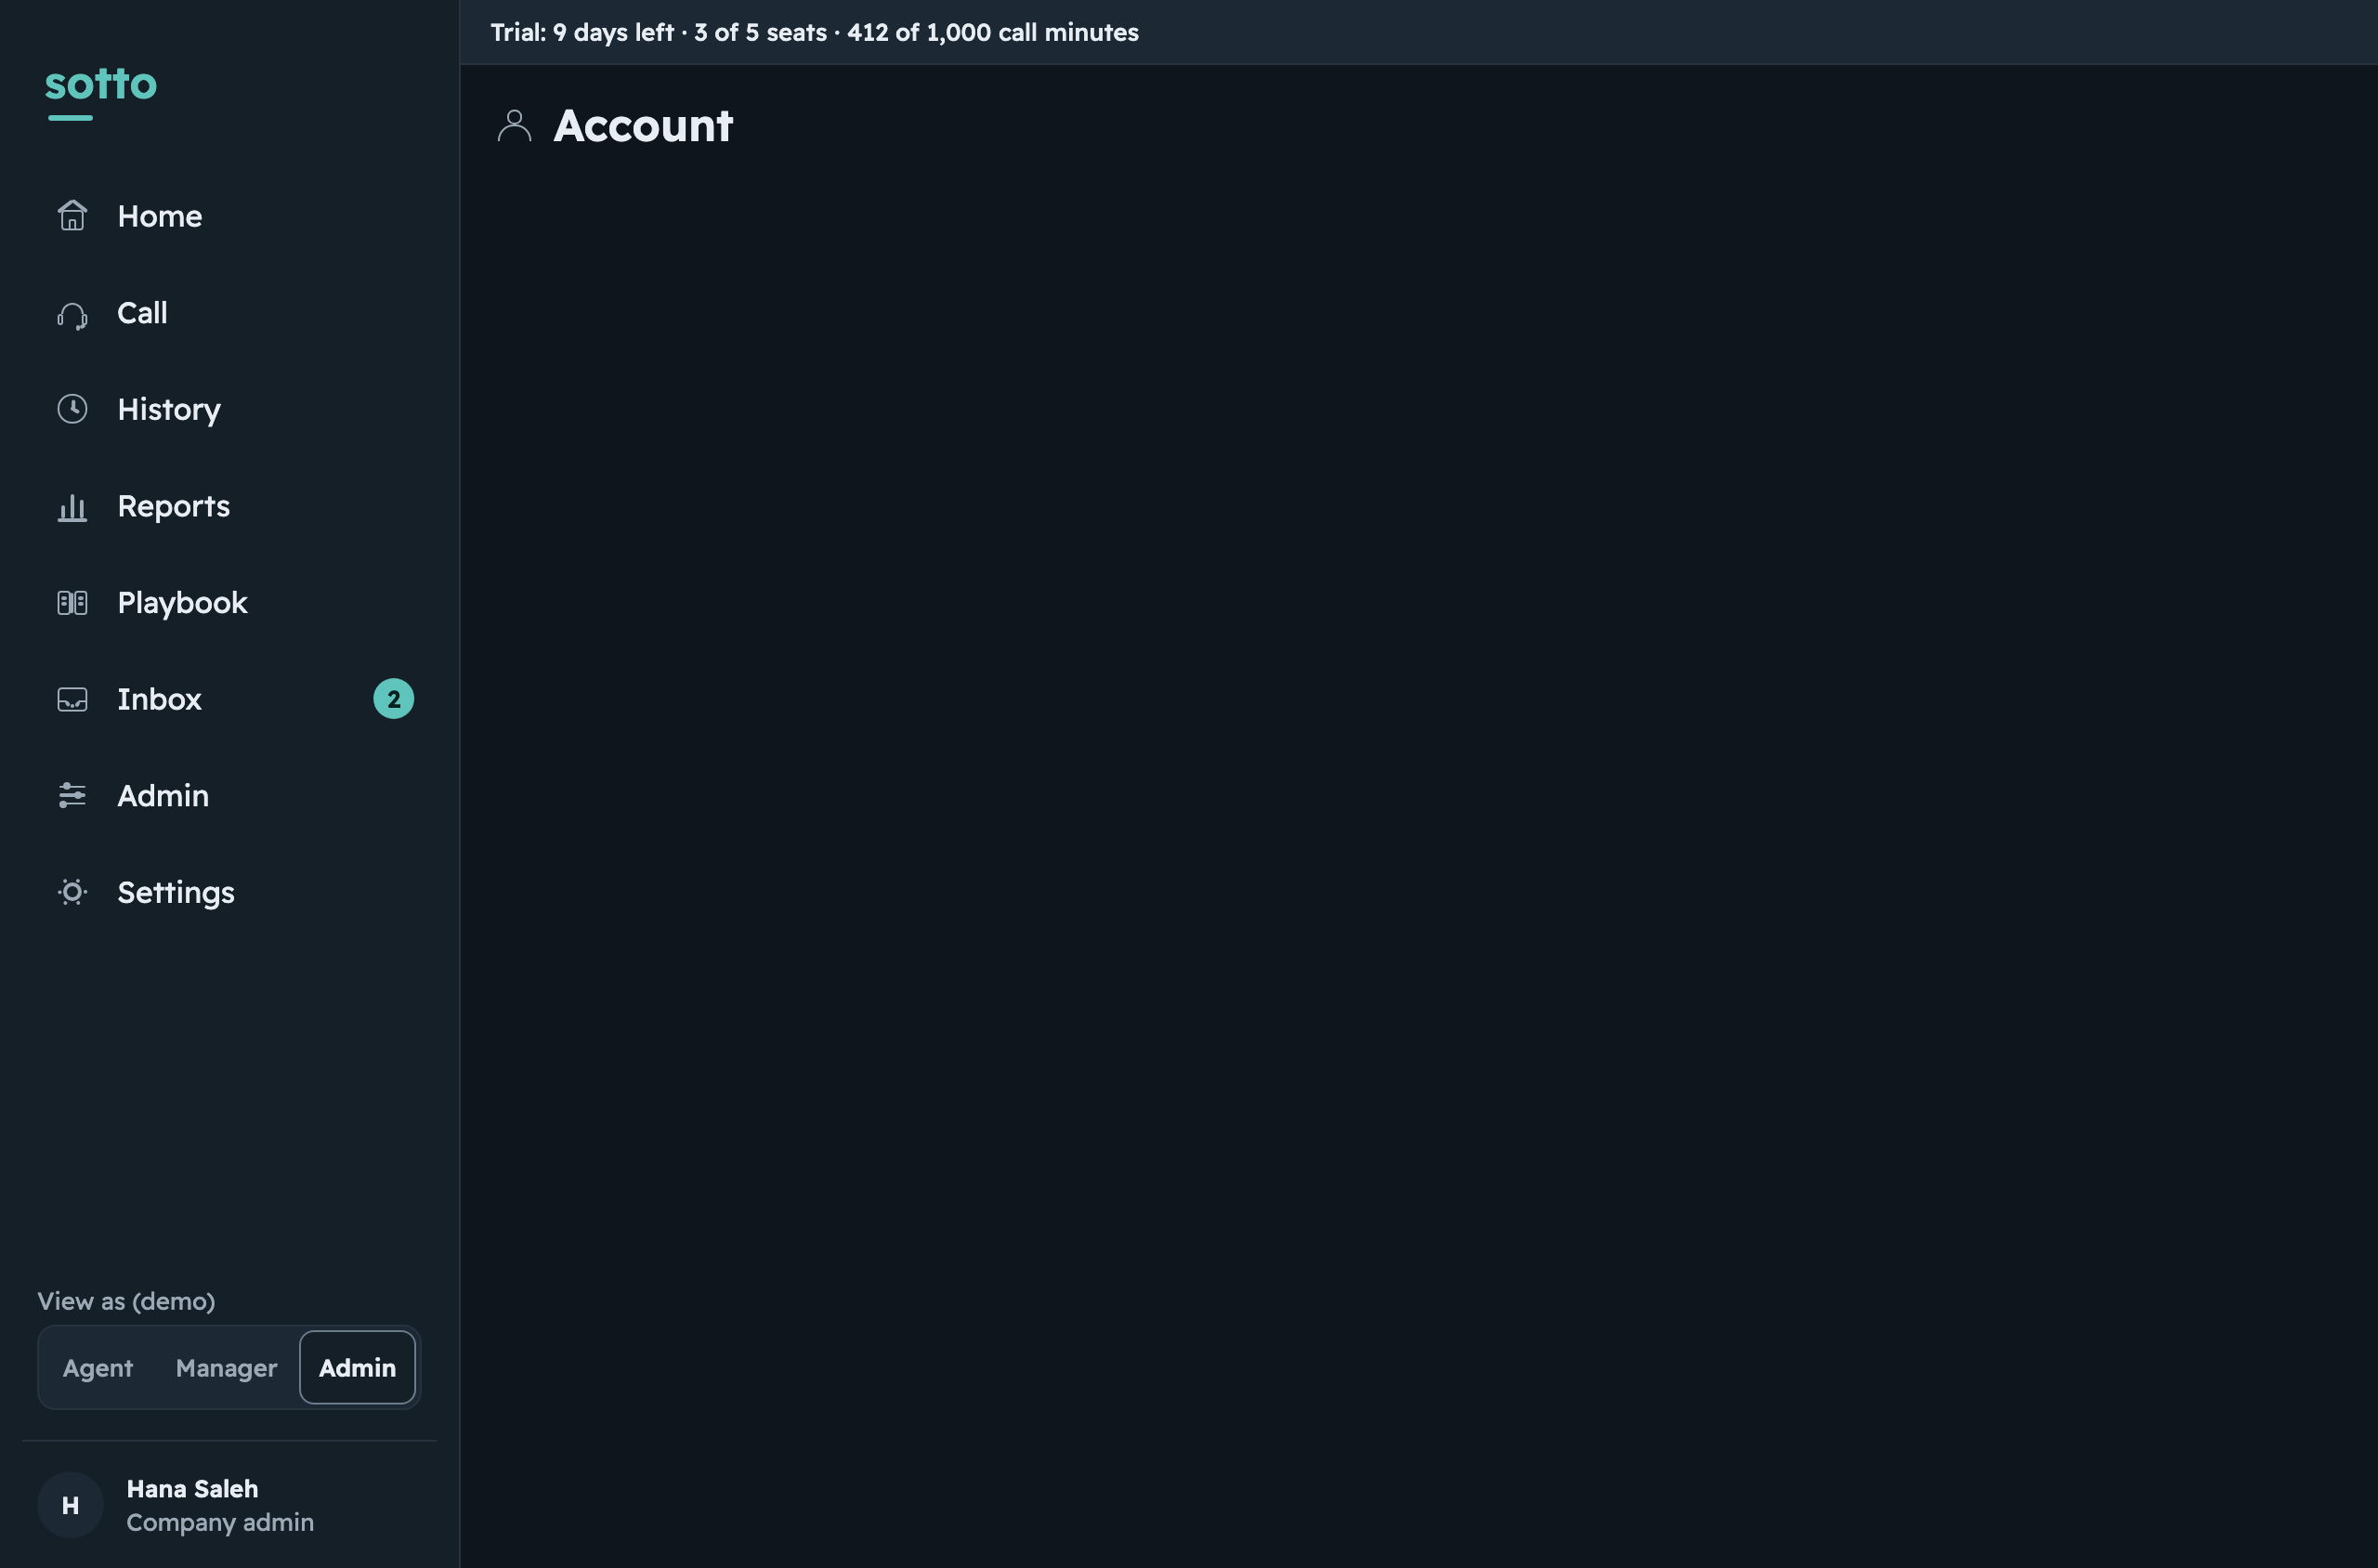 sotto
Home
Call
History
Reports
Playbook
Inbox 2
Admin
Settings
View as (demo)
Agent Manager Admin
H
Hana Saleh
Company admin
Trial: 9 days left · 3 of 5 seats · 412 of 1,000 call minutes
Account